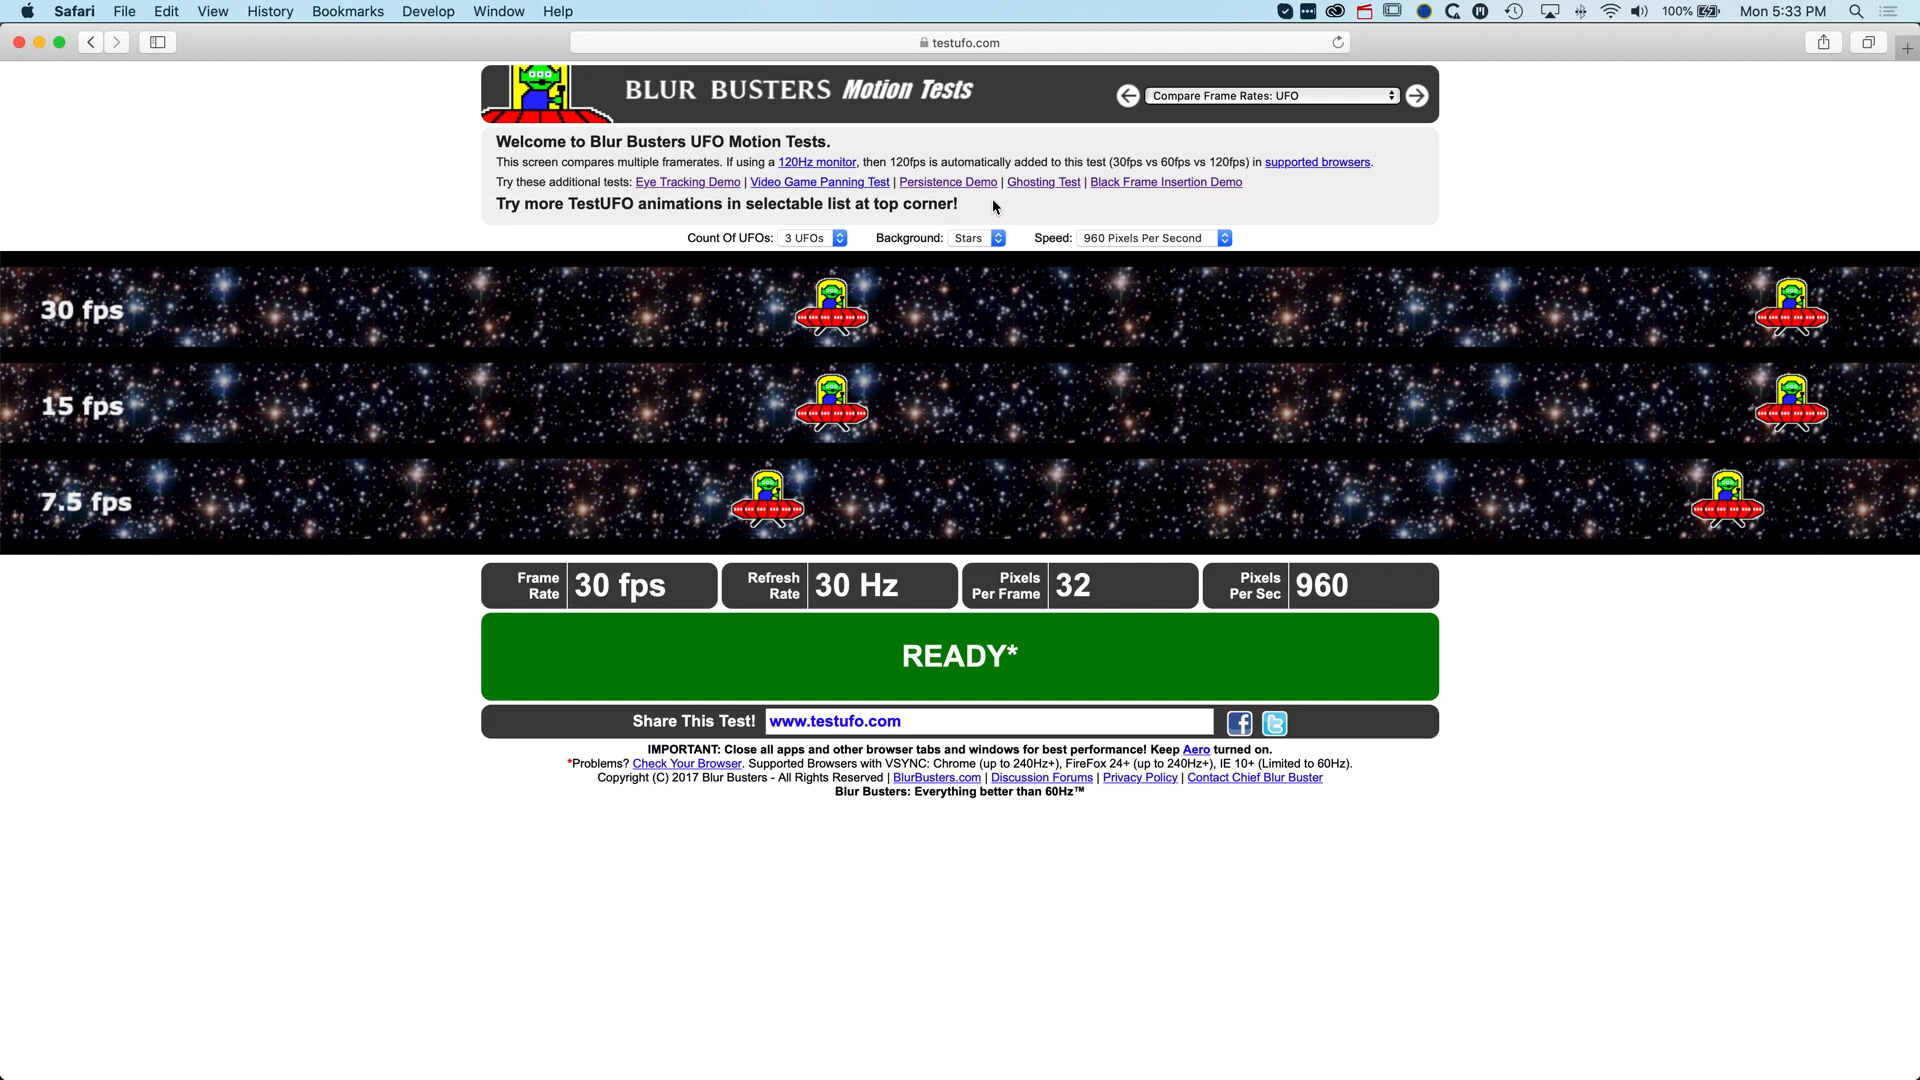 Safari File Edit View History Bookmarks Develop Window Help 100% Mon 5:33 PM
testufo.com
BLUR BUSTERS Motion Tests
Compare Frame Rates: UFO
Welcome to Blur Busters UFO Motion Tests.
This screen compares multiple framerates. If using a 120Hz monitor, then 120fps is automatically added to this test (30fps vs 60fps vs 120fps) in supported browsers.
Try these additional tests: Eye Tracking Demo | Video Game Panning Test | Persistence Demo | Ghosting Test | Black Frame Insertion Demo
Try more TestUFO animations in selectable list at top corner!
Count Of UFOs: 3 UFOs Background: Stars Speed: 960 Pixels Per Second
30 fps
15 fps
7.5 fps
Frame Rate 30 fps Refresh Rate 30 Hz Pixels Per Frame 32 Pixels Per Sec 960
READY*
Share This Test! www.testufo.com
IMPORTANT: Close all apps and other browser tabs and windows for best performance! Keep Aero turned on.
*Problems? Check Your Browser. Supported Browsers with VSYNC: Chrome (up to 240Hz+), FireFox 24+ (up to 240Hz+), IE 10+ (Limited to 60Hz).
Copyright (C) 2017 Blur Busters - All Rights Reserved | BlurBusters.com | Discussion Forums | Privacy Policy | Contact Chief Blur Buster
Blur Busters: Everything better than 60Hz™